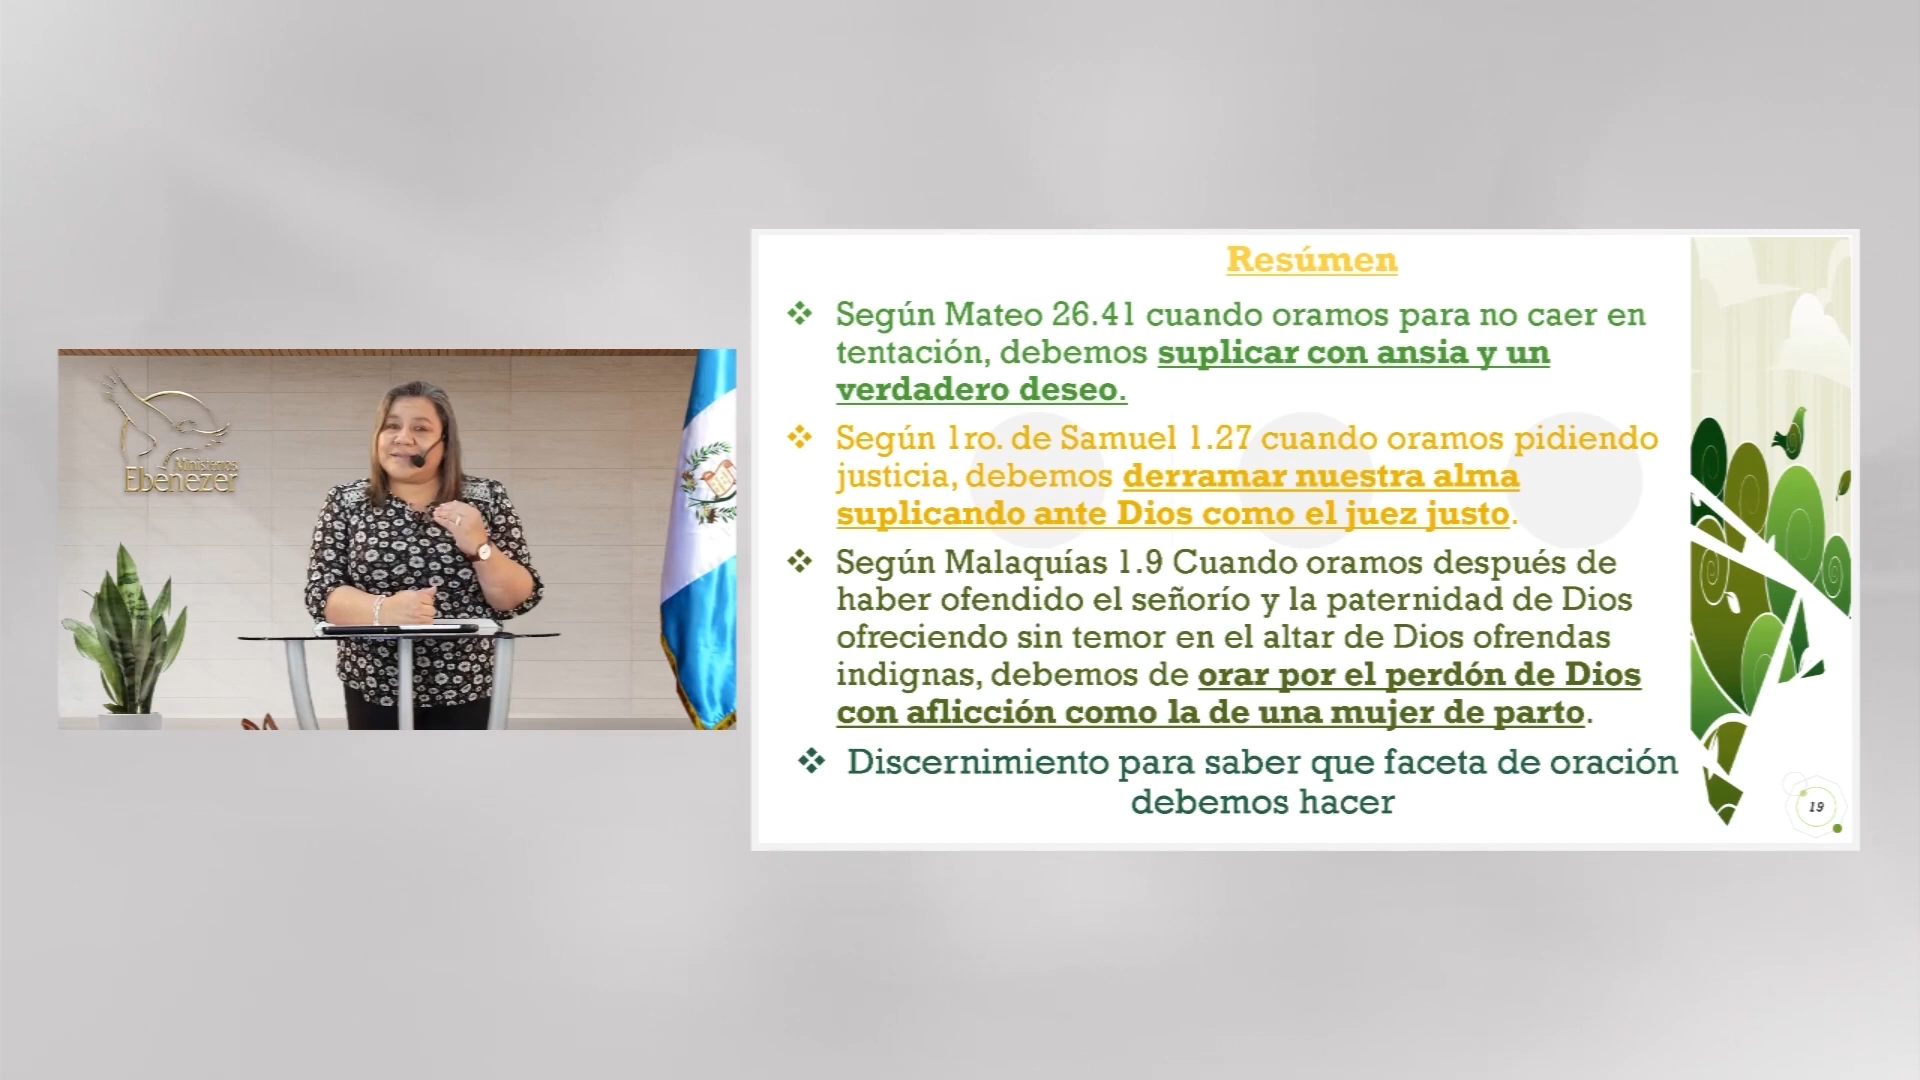 Ministerios
Ebenezer
Resúmen
❖ Según Mateo 26.41 cuando oramos para no caer en
tentación, debemos suplicar con ansia y un
verdadero deseo.
❖ Según 1ro. de Samuel 1.27 cuando oramos pidiendo
justicia, debemos derramar nuestra alma
suplicando ante Dios como el juez justo.
❖ Según Malaquías 1.9 Cuando oramos después de
haber ofendido el señorío y la paternidad de Dios
ofreciendo sin temor en el altar de Dios ofrendas
indignas, debemos de orar por el perdón de Dios
con aflicción como la de una mujer de parto.
❖ Discernimiento para saber que faceta de oración
debemos hacer
19